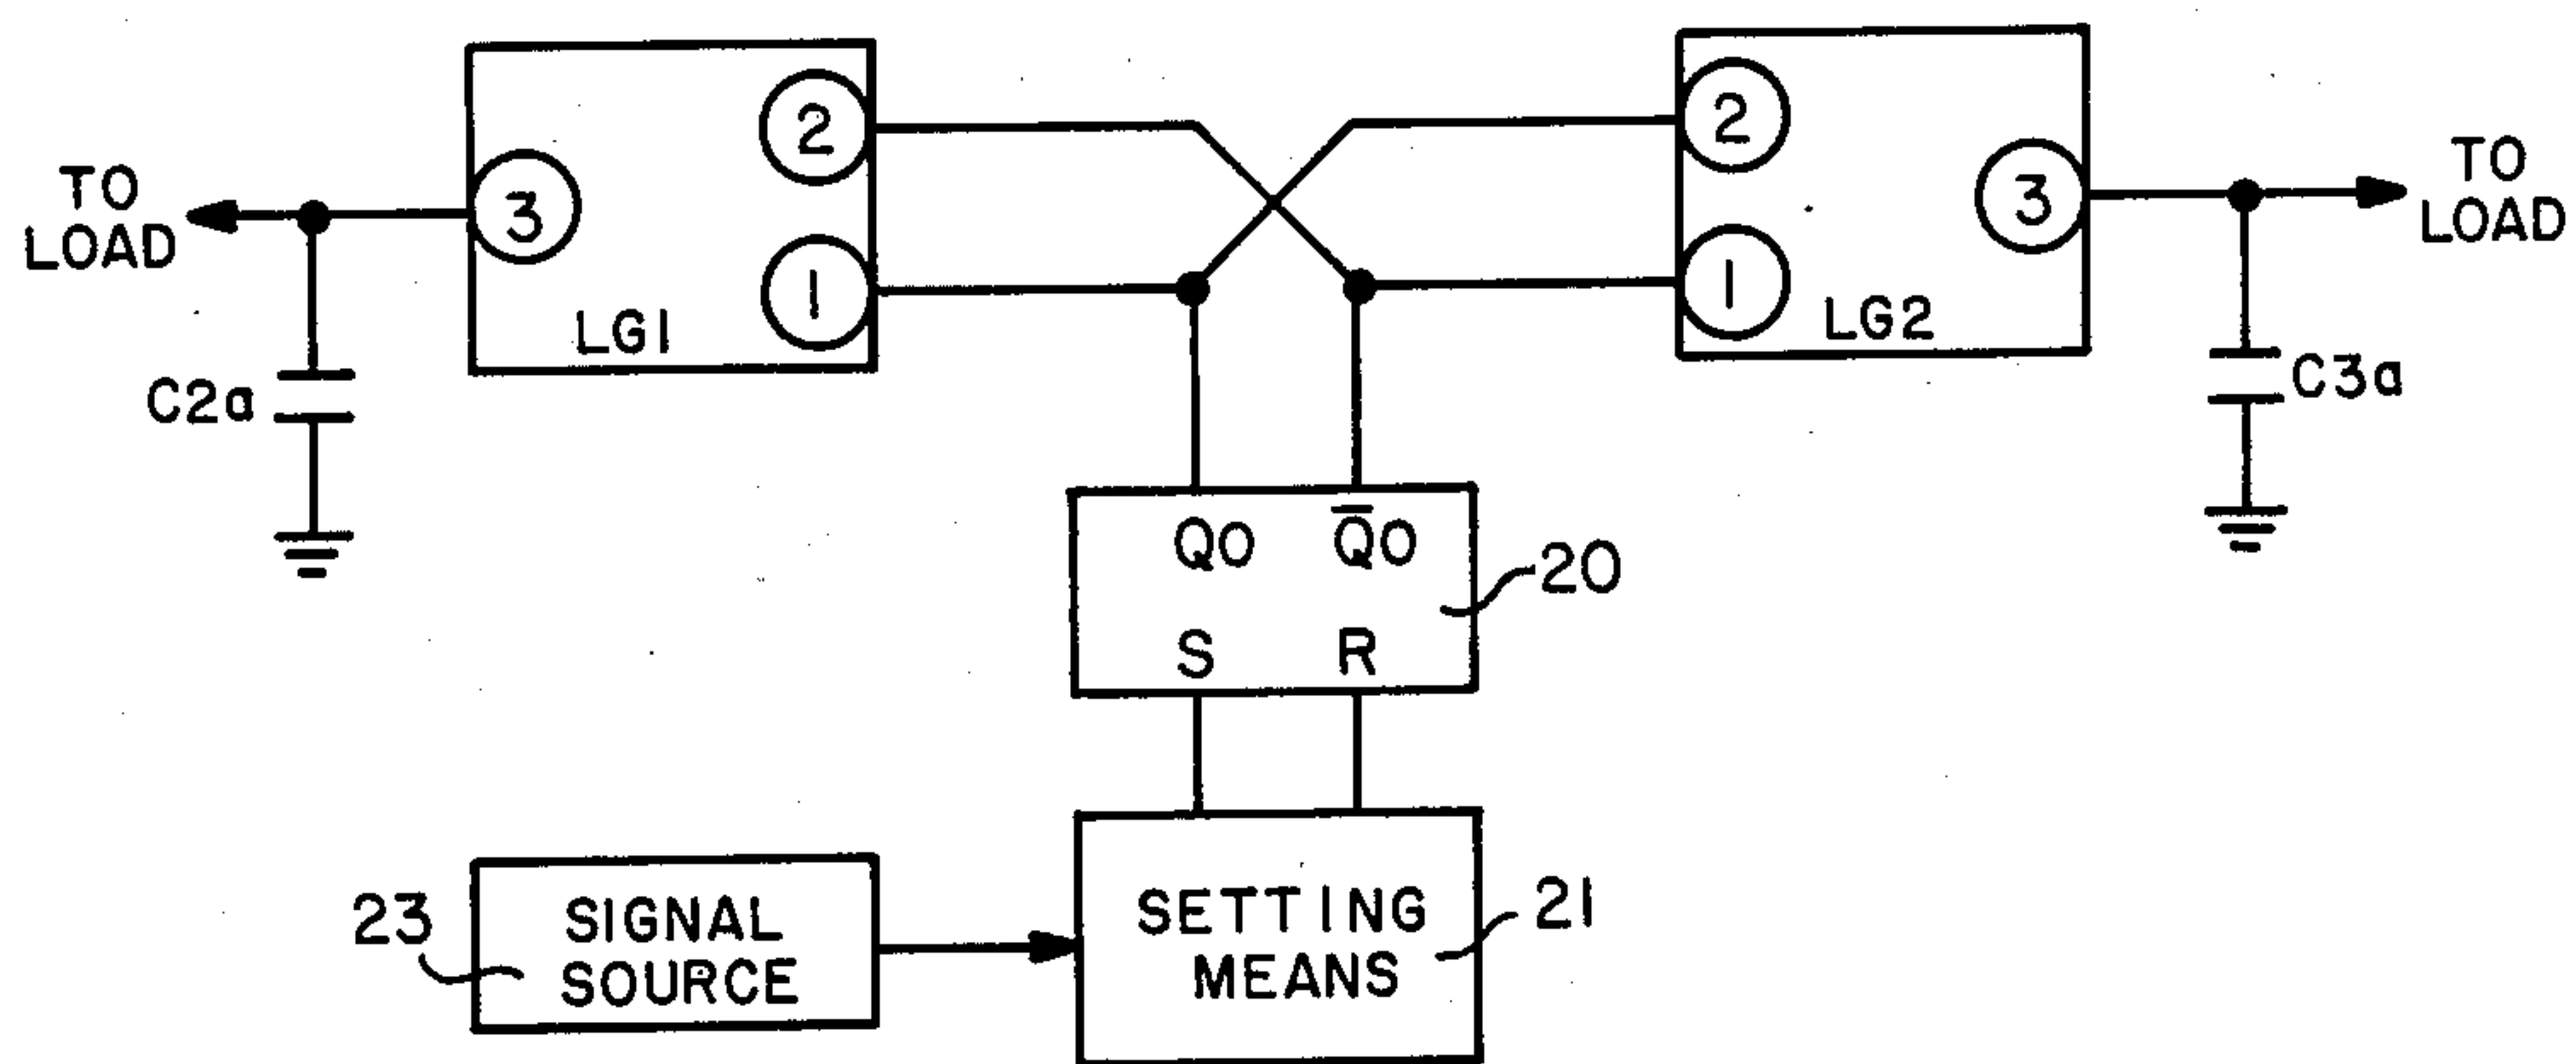 TO
LOAD
3
2
1
LG1
C2a
2
1
3
LG2
TO
LOAD
C3a
Q0 Q̅0
S R
20
23
SIGNAL
SOURCE
SETTING
MEANS
21